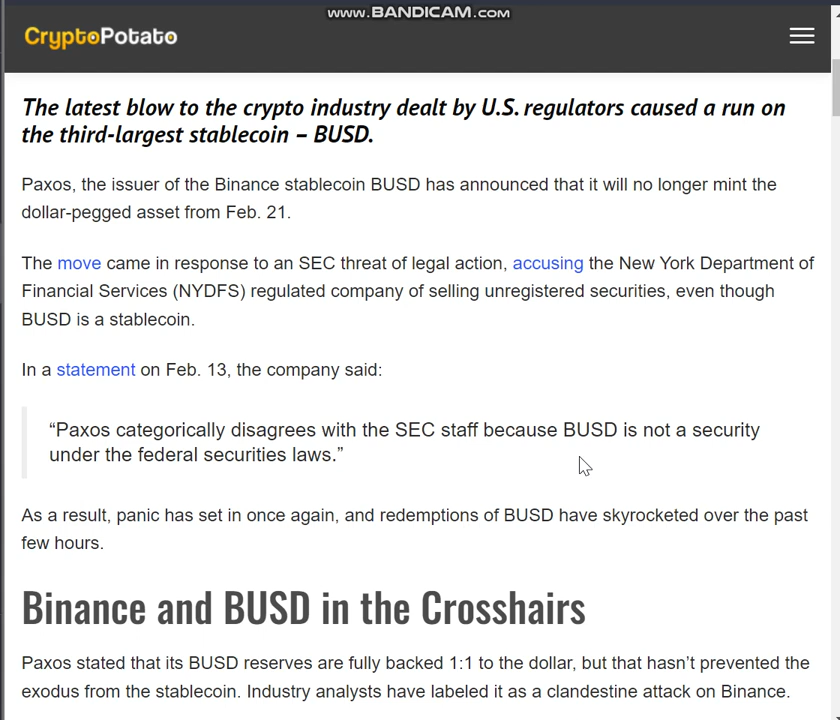 www.BANDICAM.com
CryptoPotato
The latest blow to the crypto industry dealt by U.S. regulators caused a run on
the third-largest stablecoin – BUSD.
Paxos, the issuer of the Binance stablecoin BUSD has announced that it will no longer mint the
dollar-pegged asset from Feb. 21.
The move came in response to an SEC threat of legal action, accusing the New York Department of
Financial Services (NYDFS) regulated company of selling unregistered securities, even though
BUSD is a stablecoin.
In a statement on Feb. 13, the company said:
“Paxos categorically disagrees with the SEC staff because BUSD is not a security
under the federal securities laws.”
As a result, panic has set in once again, and redemptions of BUSD have skyrocketed over the past
few hours.
Binance and BUSD in the Crosshairs
Paxos stated that its BUSD reserves are fully backed 1:1 to the dollar, but that hasn’t prevented the
exodus from the stablecoin. Industry analysts have labeled it as a clandestine attack on Binance.